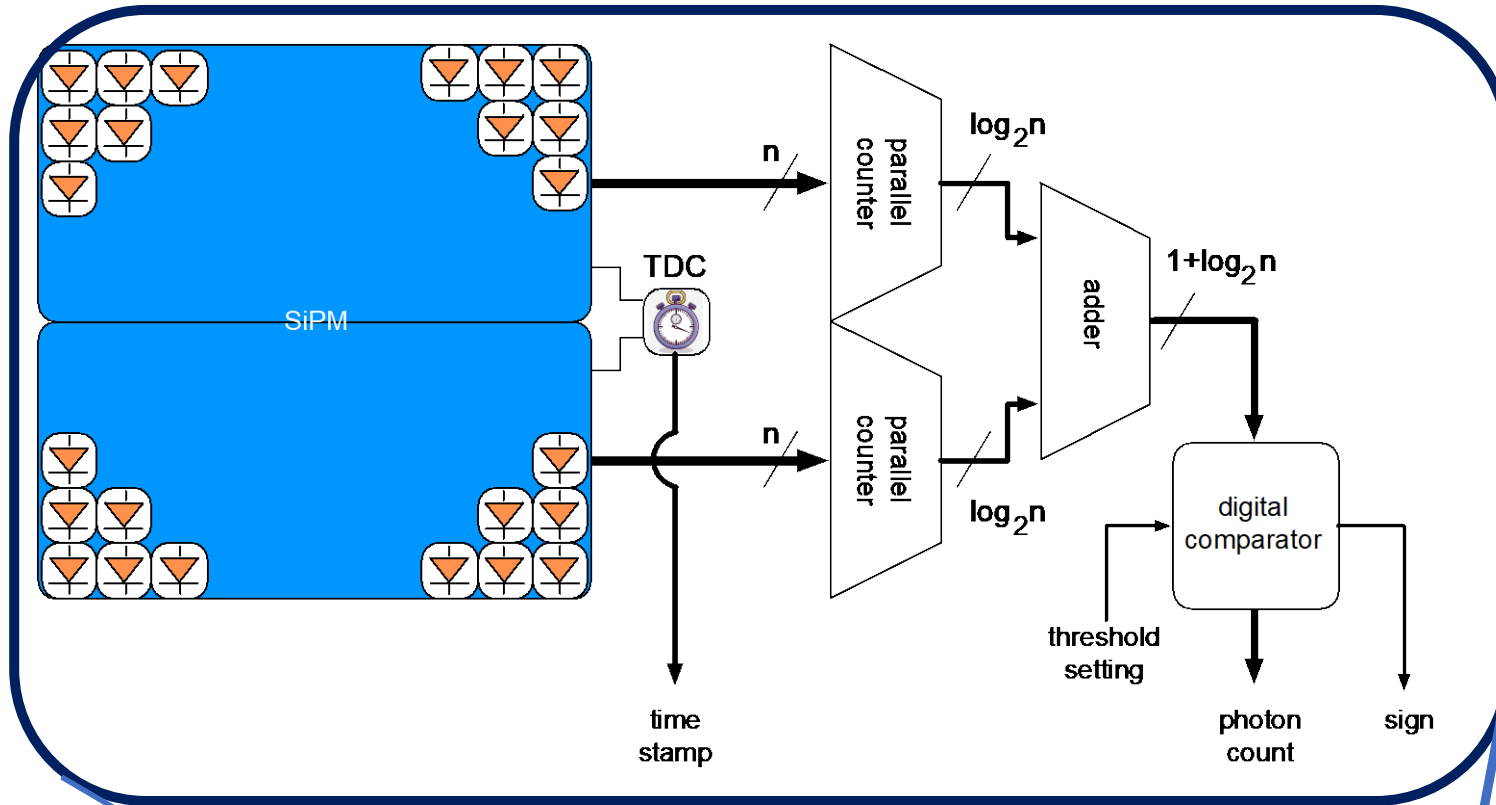 n
parallel
counter
log₂n
TDC
SiPM
adder
1+log₂n
n
parallel
counter
log₂n
digital
comparator
threshold
setting
time
stamp
photon
count
sign